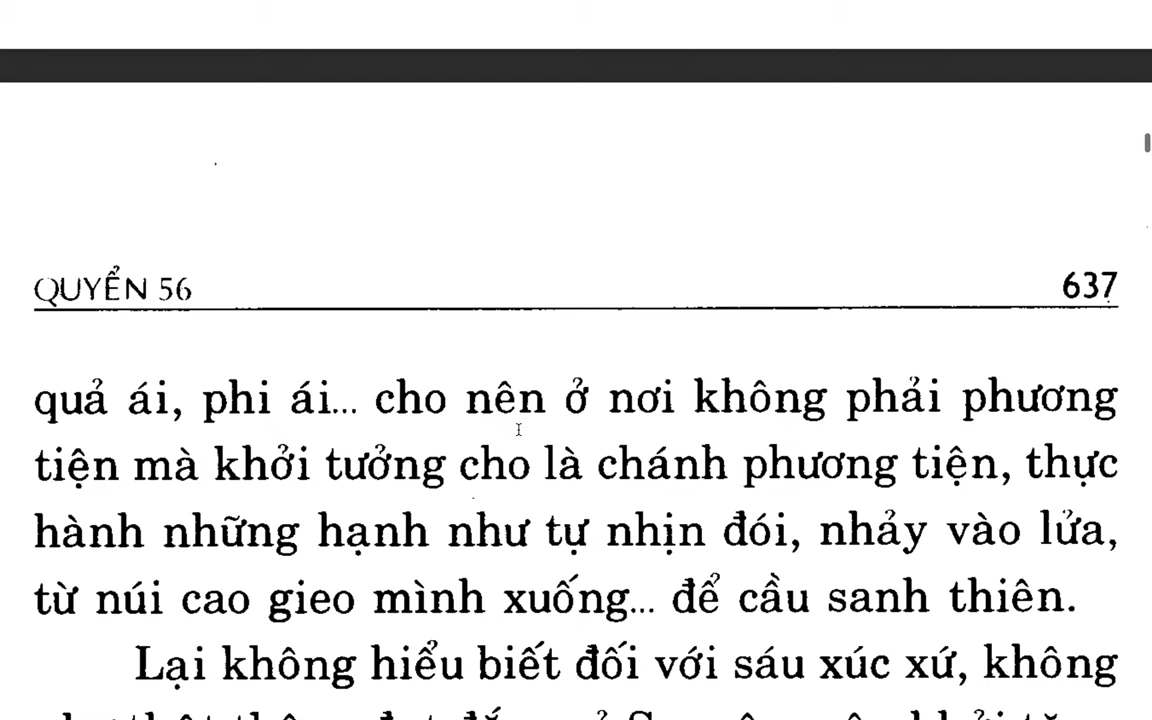 QUYỂN 56 637
quả ái, phi ái... cho nên ở nơi không phải phương
tiện mà khởi tưởng cho là chánh phương tiện, thực
hành những hạnh như tự nhịn đói, nhảy vào lửa,
từ núi cao gieo mình xuống... để cầu sanh thiên.
Lại không hiểu biết đối với sáu xúc xứ, không